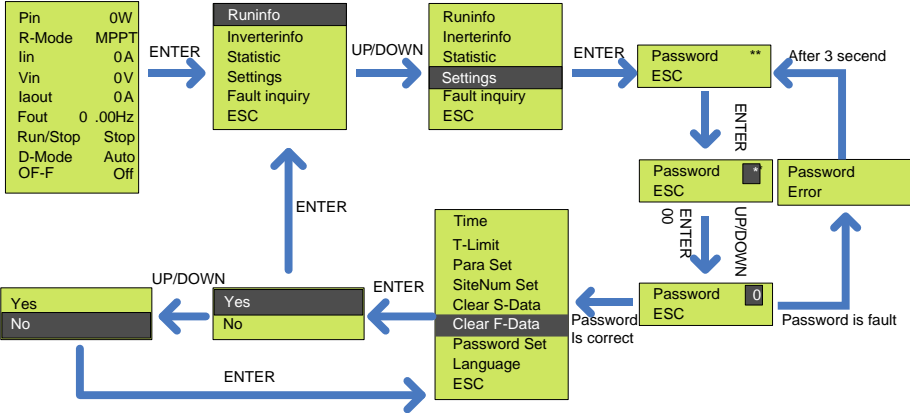 Pin 0W
R-Mode MPPT
Iin 0A
Vin 0V
Iaout 0A
Fout 0 .00Hz
Run/Stop Stop
D-Mode Auto
OF-F Off
ENTER
Runinfo
Inverterinfo
Statistic
Settings
Fault inquiry
ESC
UP/DOWN
Runinfo
Inerterinfo
Statistic
Settings
Fault inquiry
ESC
ENTER
Password **
ESC
After 3 secend
ENTER
Password **
ESC
Password
Error
UP/DOWN
ENTER
00
Password 0
ESC
Password is fault
Password
Is correct
Time
T-Limit
Para Set
SiteNum Set
Clear S-Data
Clear F-Data
Password Set
Language
ESC
ENTER
Yes
No
ENTER
UP/DOWN
Yes
No
ENTER